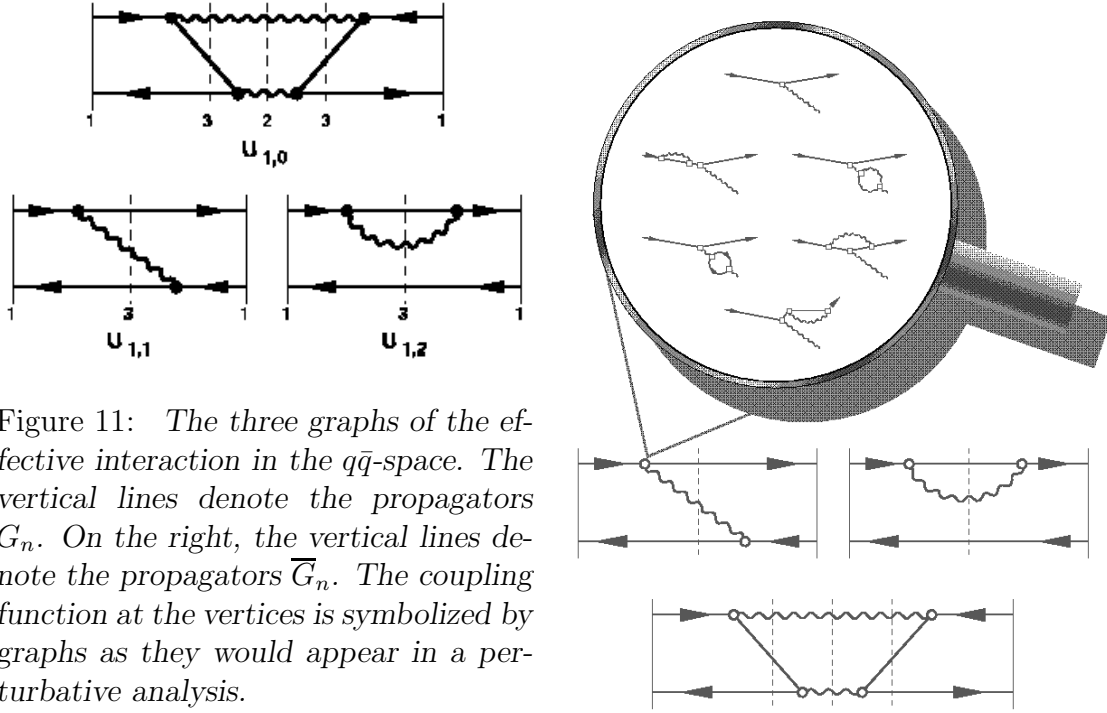 1 3 2 3 1
U 1,0
1 3 1 1 3 1
U 1,1 U 1,2
Figure 11: The three graphs of the ef-
fective interaction in the qq̄-space. The
vertical lines denote the propagators
G_n. On the right, the vertical lines de-
note the propagators G̅_n. The coupling
function at the vertices is symbolized by
graphs as they would appear in a per-
turbative analysis.